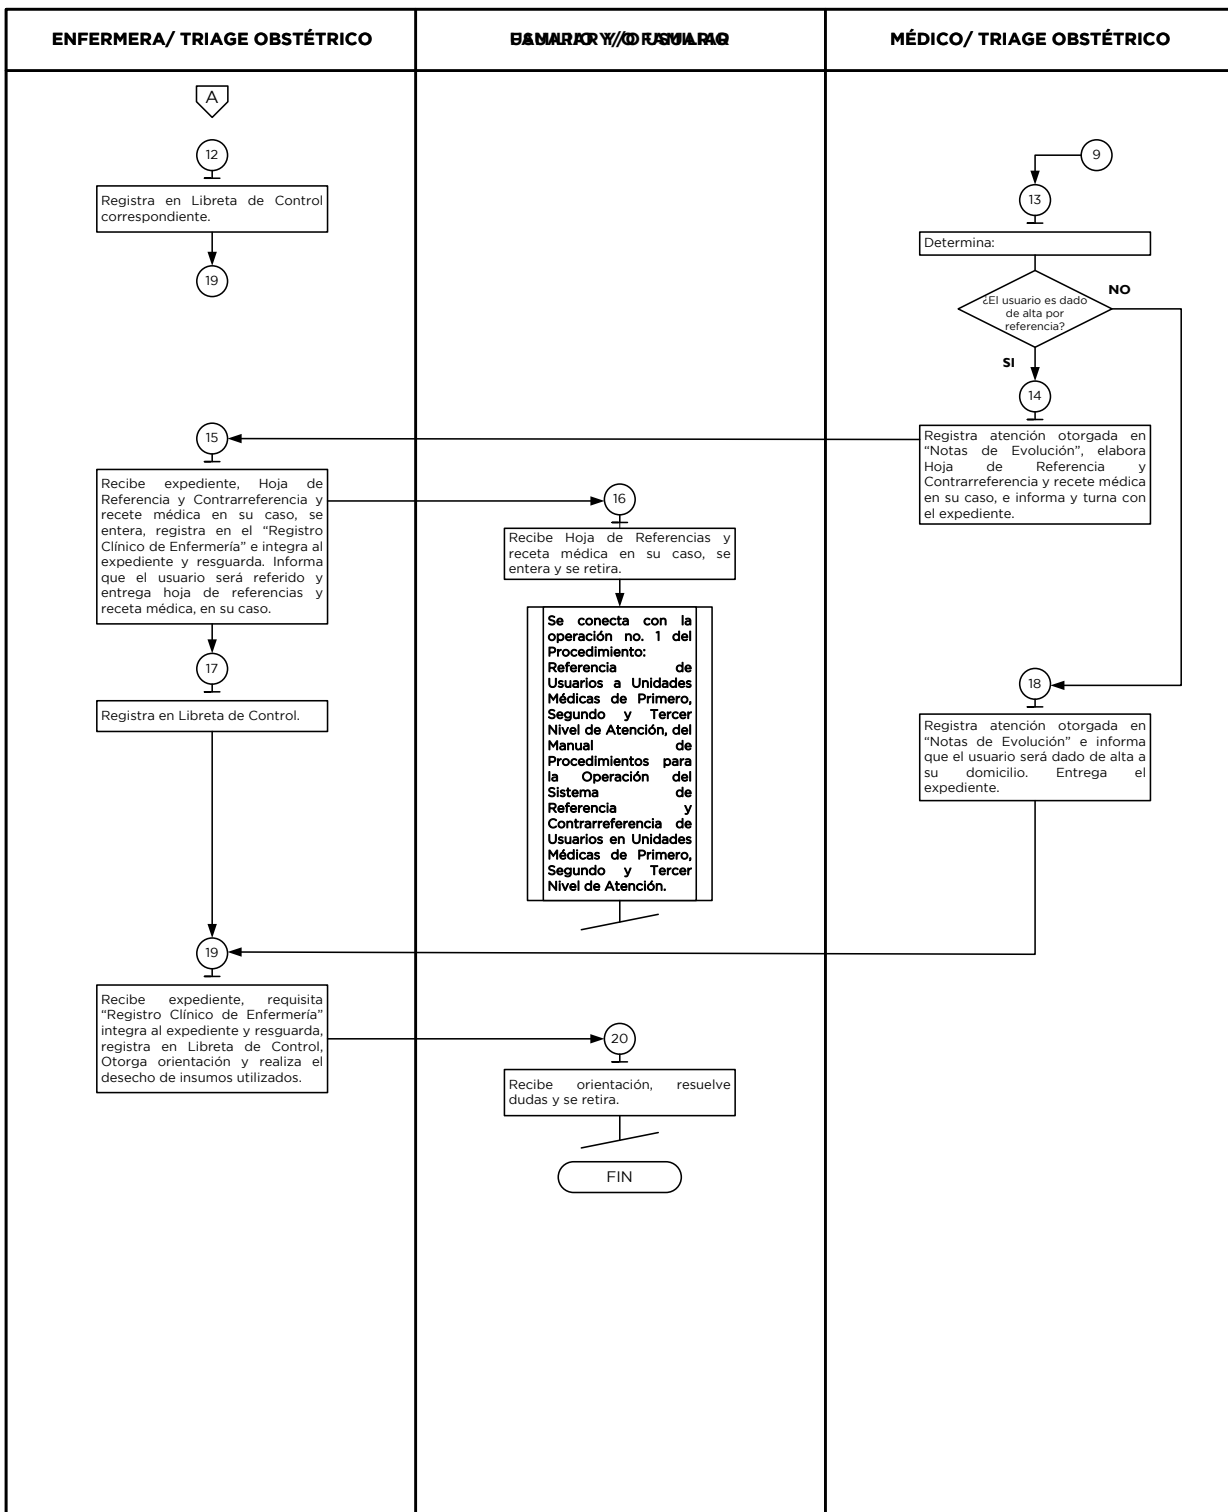 ENFERMERA/ TRIAGE OBSTÉTRICO
MÉDICO/ TRIAGE OBSTÉTRICO
A
12
Registra en Libreta de Control
correspondiente.
19
9
13
Determina:
¿El usuario es dado
de alta por
referencia?
NO
SI
14
Registra atención otorgada en
“Notas de Evolución”, elabora
Hoja de Referencia y
Contrarreferencia y recete médica
en su caso, e informa y turna con
el expediente.
15
Recibe expediente, Hoja de
Referencia y Contrarreferencia y
recete médica en su caso, se
entera, registra en el “Registro
Clínico de Enfermería” e integra al
expediente y resguarda. Informa
que el usuario será referido y
entrega hoja de referencias y
receta médica, en su caso.
16
Recibe Hoja de Referencias y
receta médica en su caso, se
entera y se retira.
Se conecta con la
operación no. 1 del
Procedimiento:
Referencia de
Usuarios a Unidades
Médicas de Primero,
Segundo y Tercer
Nivel de Atención, del
Manual de
Procedimientos para
la Operación del
Sistema de
Referencia y
Contrarreferencia de
Usuarios en Unidades
Médicas de Primero,
Segundo y Tercer
Nivel de Atención.
17
Registra en Libreta de Control.
18
Registra atención otorgada en
“Notas de Evolución” e informa
que el usuario será dado de alta a
su domicilio. Entrega el
expediente.
19
Recibe expediente, requisita
“Registro Clínico de Enfermería”
integra al expediente y resguarda,
registra en Libreta de Control,
Otorga orientación y realiza el
desecho de insumos utilizados.
20
Recibe orientación, resuelve
dudas y se retira.
FIN